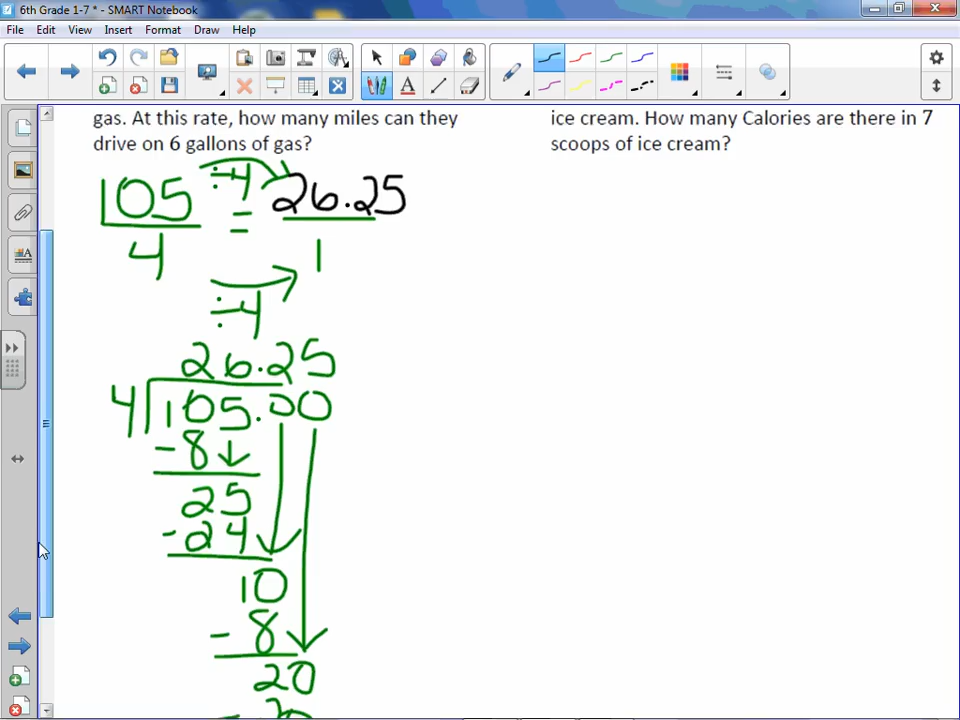 6th Grade 1-7 * - SMART Notebook
File Edit View Insert Format Draw Help
gas. At this rate, how many miles can they
drive on 6 gallons of gas?
ice cream. How many Calories are there in 7
scoops of ice cream?
105 ÷4 26.25
=
4 1
÷4
26.25
4 105.00
-8
25
-24
10
- 8
20